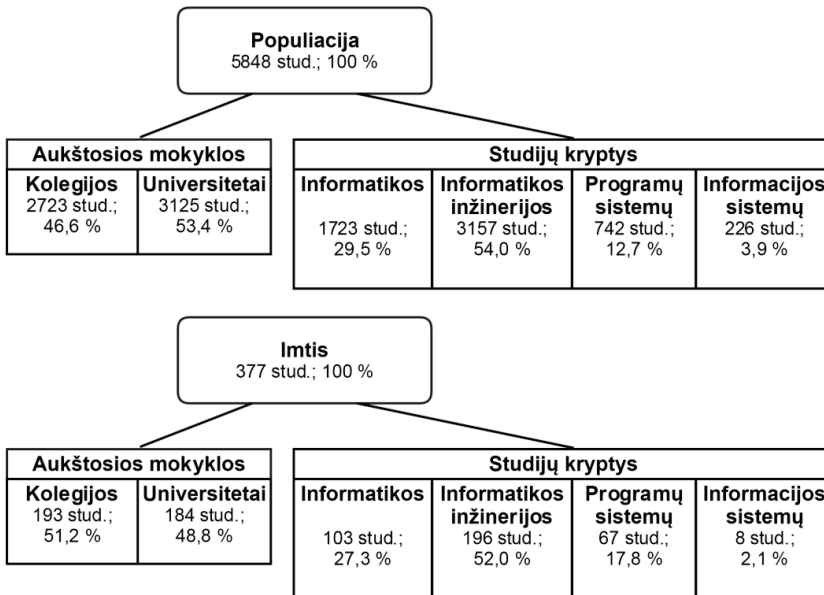 Populiacija
5848 stud.; 100 %
Aukštosios mokyklos
Kolegijos
2723 stud.;
46,6 %
Universitetai
3125 stud.;
53,4 %
Studijų kryptys
Informatikos
1723 stud.;
29,5 %
Informatikos
inžinerijos
3157 stud.;
54,0 %
Programų
sistemų
742 stud.;
12,7 %
Informacijos
sistemų
226 stud.;
3,9 %
Imtis
377 stud.; 100 %
Aukštosios mokyklos
Kolegijos
193 stud.;
51,2 %
Universitetai
184 stud.;
48,8 %
Studijų kryptys
Informatikos
103 stud.;
27,3 %
Informatikos
inžinerijos
196 stud.;
52,0 %
Programų
sistemų
67 stud.;
17,8 %
Informacijos
sistemų
8 stud.;
2,1 %